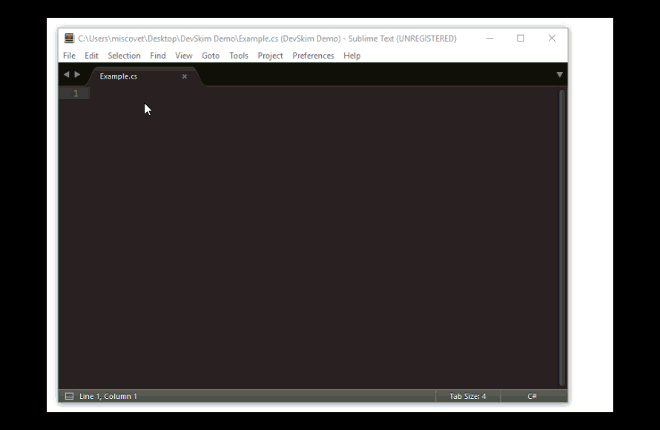 C:\Users\miscovet\Desktop\DevSkim Demo\Example.cs (DevSkim Demo) - Sublime Text (UNREGISTERED)
File Edit Selection Find View Goto Tools Project Preferences Help
Example.cs
1
Line 1, Column 1 Tab Size: 4 C#